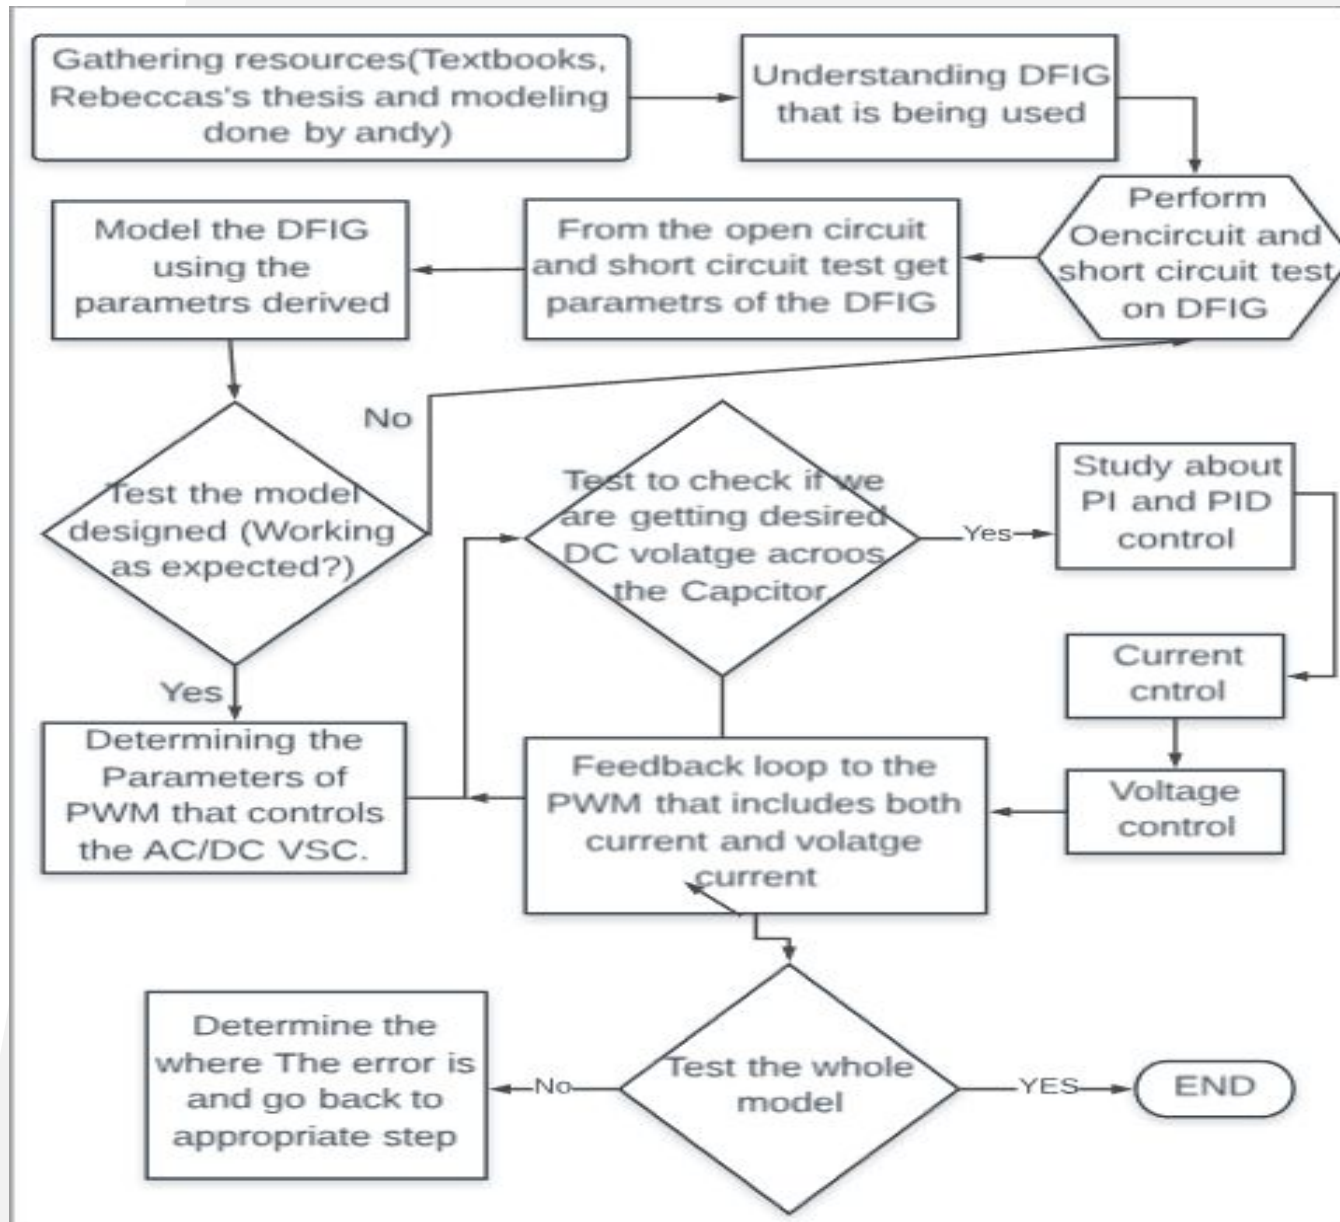 Gathering resources(Textbooks,
Rebeccas's thesis and modeling
done by andy)
Understanding DFIG
that is being used
Perform
Oencircuit and
short circuit test
on DFIG
From the open circuit
and short circuit test get
parametrs of the DFIG
Model the DFIG
using the
parametrs derived
No
Test the model
designed (Working
as expected?)
Yes
Determining the
Parameters of
PWM that controls
the AC/DC VSC.
Test to check if we
are getting desired
DC volatge acroos
the Capcitor.
Yes
Study about
PI and PID
control
Current
cntrol
Voltage
control
Feedback loop to the
PWM that includes both
current and volatge
current
Test the whole
model
No
Determine the
where The error is
and go back to
appropriate step
YES
END